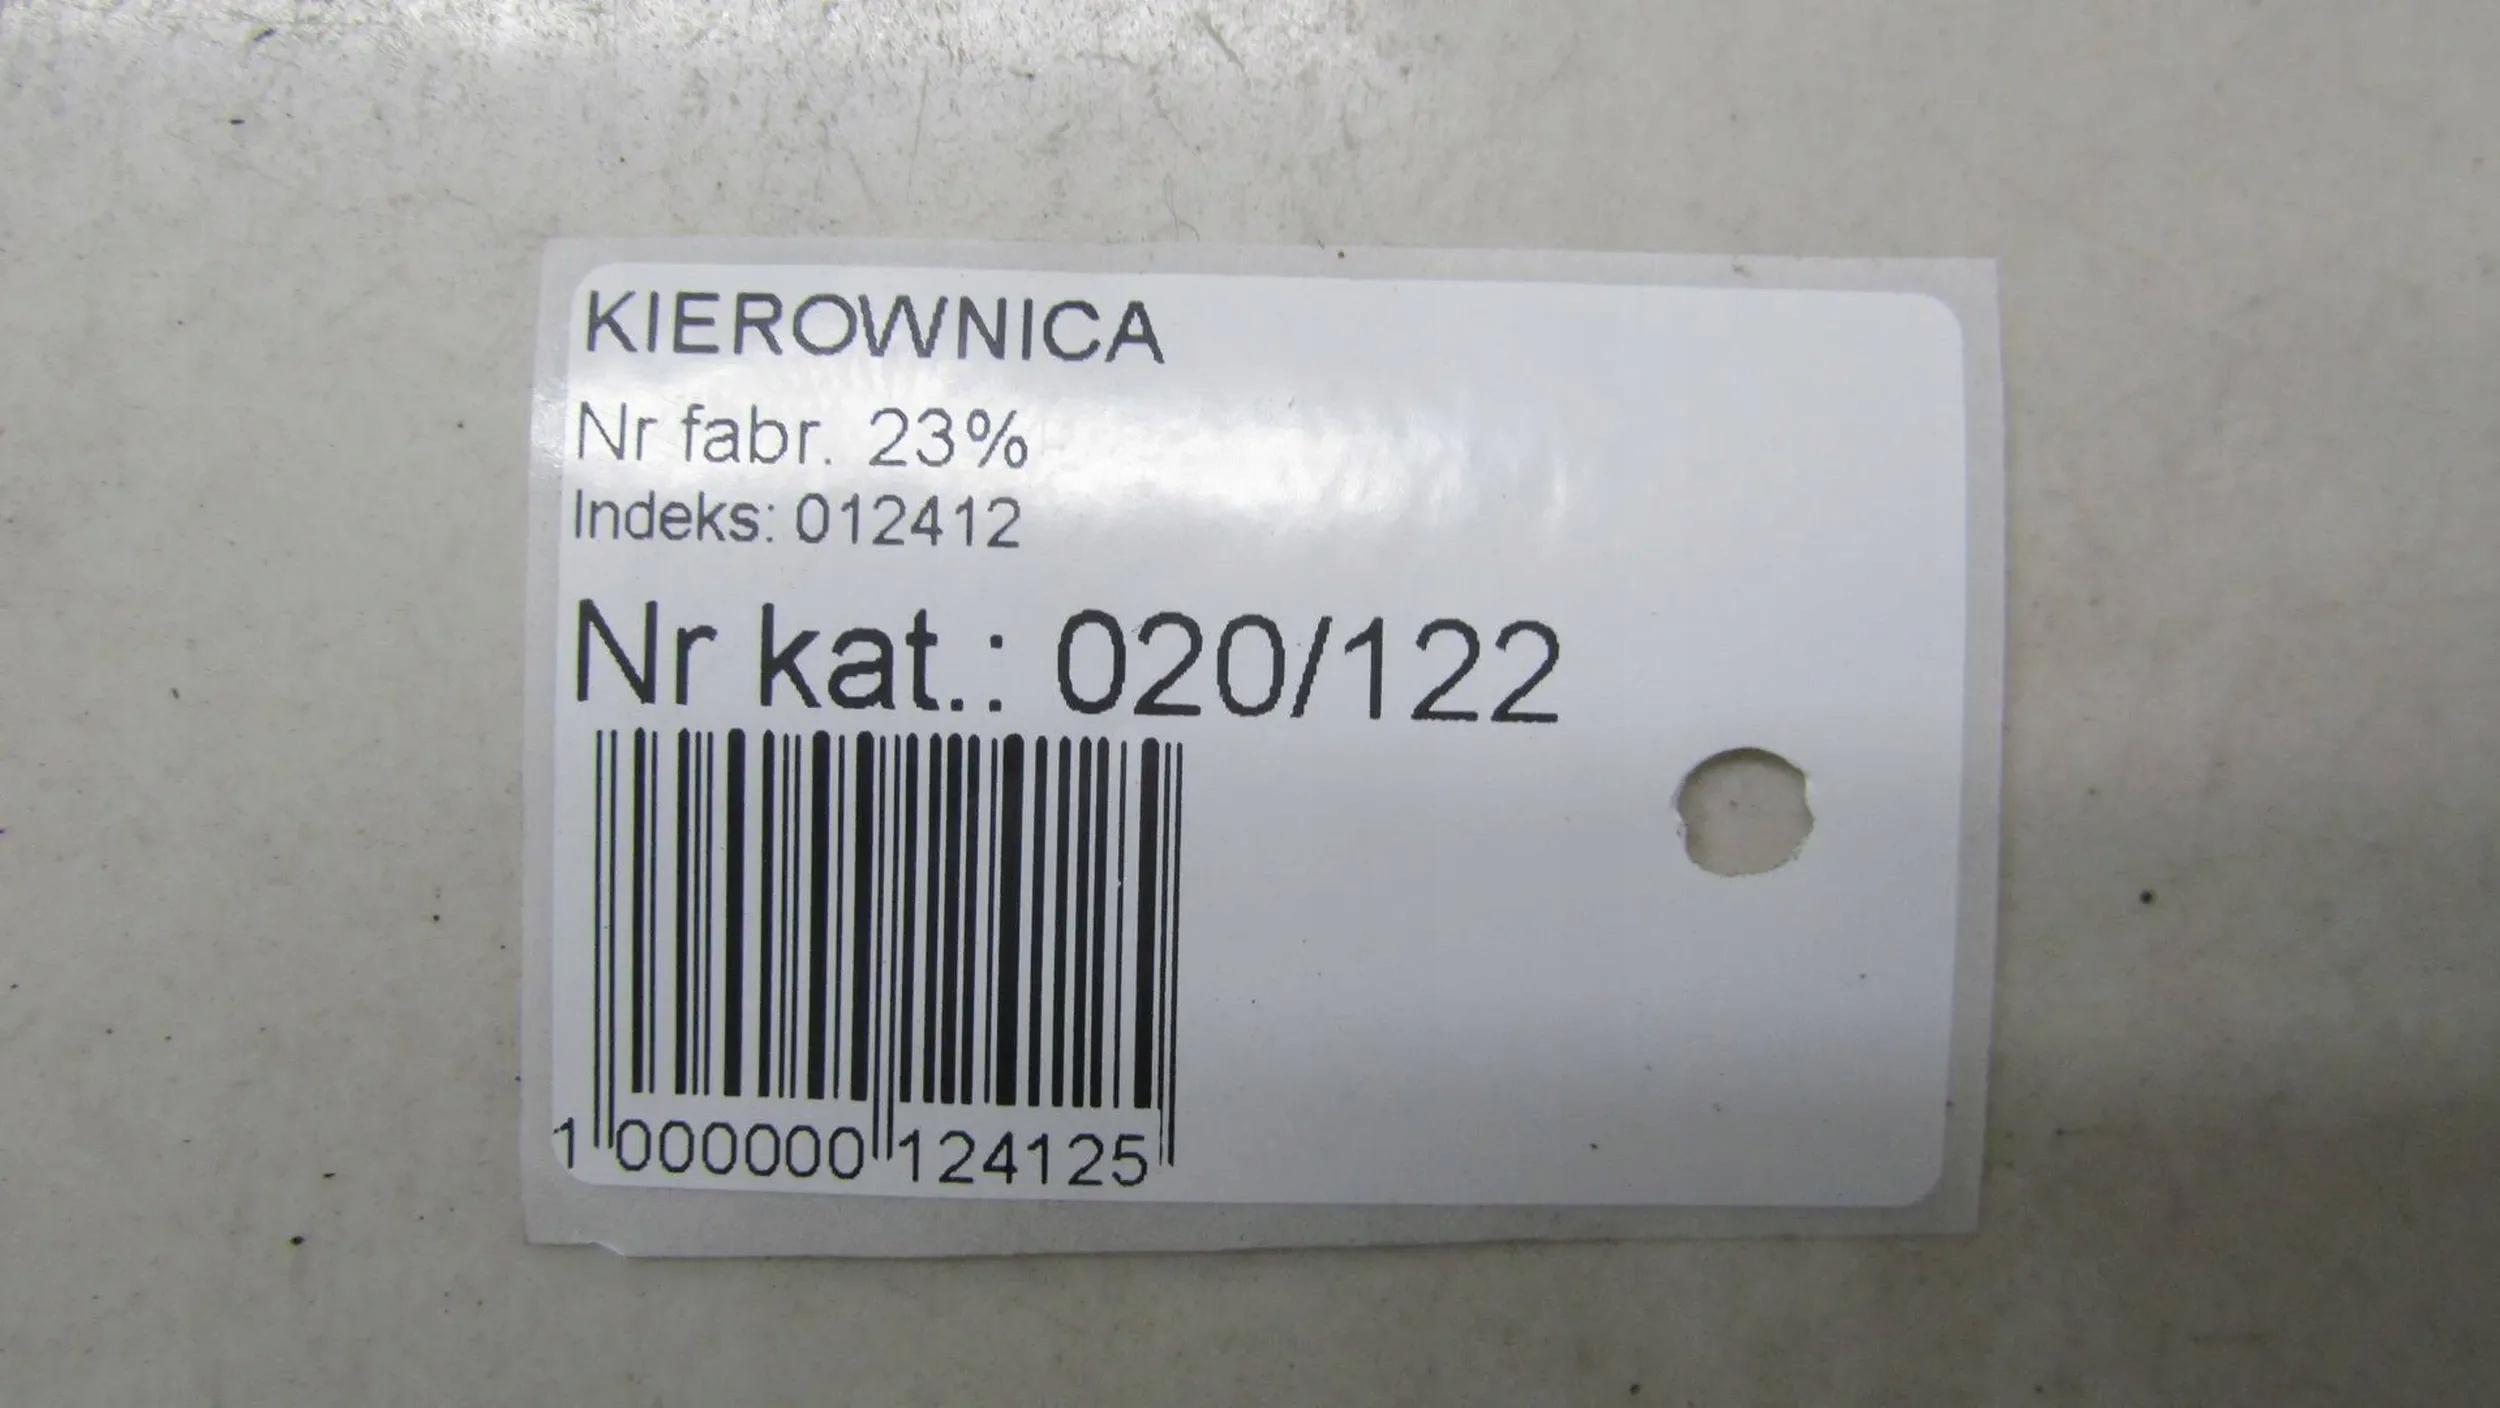 KIEROWNICA
Nr fabr. 23%
Indeks: 012412
Nr kat.: 020/122
1 000000 124125